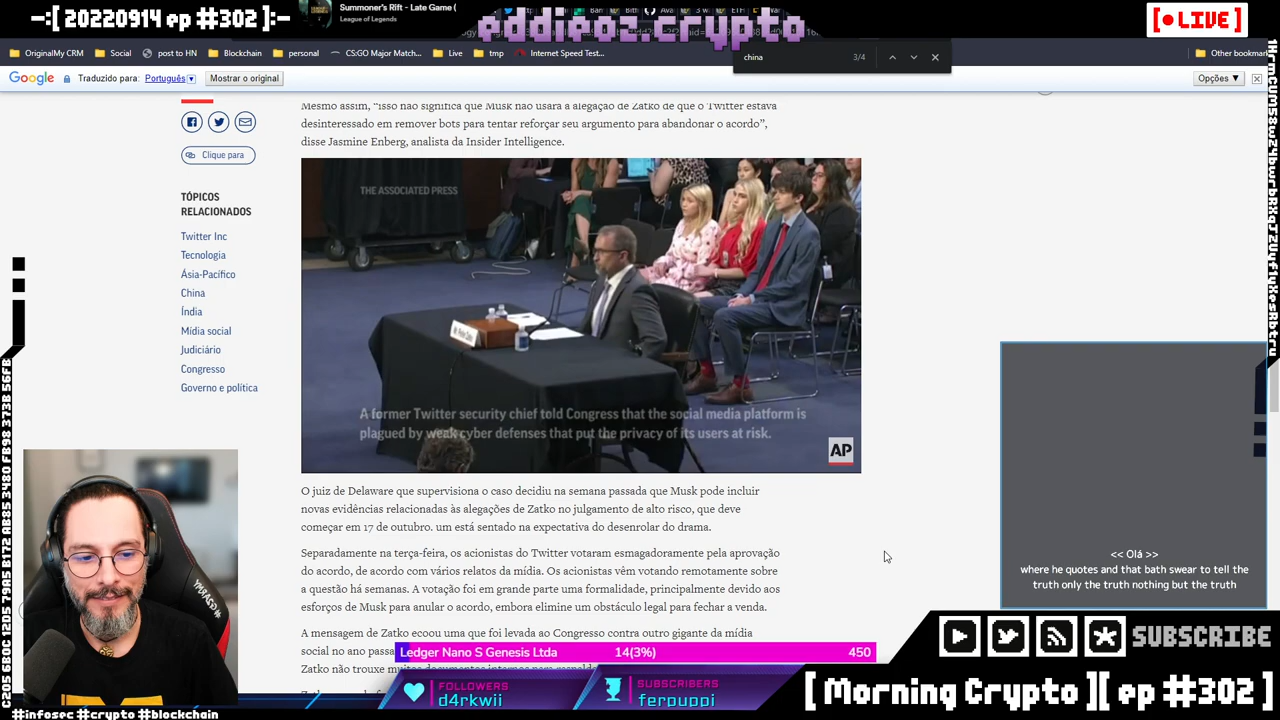 -:[ 20220914 ep #302 ]:-
Summoner's Rift - Late Game (
League of Legends
eddieoz.crypto
[ ● LIVE ]
OriginalMy CRM
Social
post to HN
Blockchain
personal
CS:GO Major Match...
Live
tmp
Internet Speed Test...
Other bookmar
china
3/4
Google
Traduzido para:
Português
Mostrar o original
Opções ▼
Mesmo assim, “isso não significa que Musk não usará a alegação de Zatko de que o Twitter estava
desinteressado em remover bots para tentar reforçar seu argumento para abandonar o acordo”,
disse Jasmine Enberg, analista da Insider Intelligence.
Clique para
TÓPICOS
RELACIONADOS
Twitter Inc
Tecnologia
Ásia-Pacífico
China
Índia
Mídia social
Judiciário
Congresso
Governo e política
THE ASSOCIATED PRESS
A former Twitter security chief told Congress that the social media platform is
plagued by weak cyber defenses that put the privacy of its users at risk.
AP
O juiz de Delaware que supervisiona o caso decidiu na semana passada que Musk pode incluir
novas evidências relacionadas às alegações de Zatko no julgamento de alto risco, que deve
começar em 17 de outubro. um está sentado na expectativa do desenrolar do drama.
Separadamente na terça-feira, os acionistas do Twitter votaram esmagadoramente pela aprovação
do acordo, de acordo com vários relatos da mídia. Os acionistas vêm votando remotamente sobre
a questão há semanas. A votação foi em grande parte uma formalidade, principalmente devido aos
esforços de Musk para anular o acordo, embora elimine um obstáculo legal para fechar a venda.
A mensagem de Zatko ecoou uma que foi levada ao Congresso contra outro gigante da mídia
social no ano passa
Zatko não trouxe muitos documentos internos para
<< Olá >>
where he quotes and that bath swear to tell the
truth only the truth nothing but the truth
Ledger Nano S Genesis Ltda
14(3%)
450
FOLLOWERS
d4rkwii
SUBSCRIBERS
ferpuppi
SUBSCRIBE
[ Morning Crypto ][ ep #302 ]
#infosec #crypto #blockchain